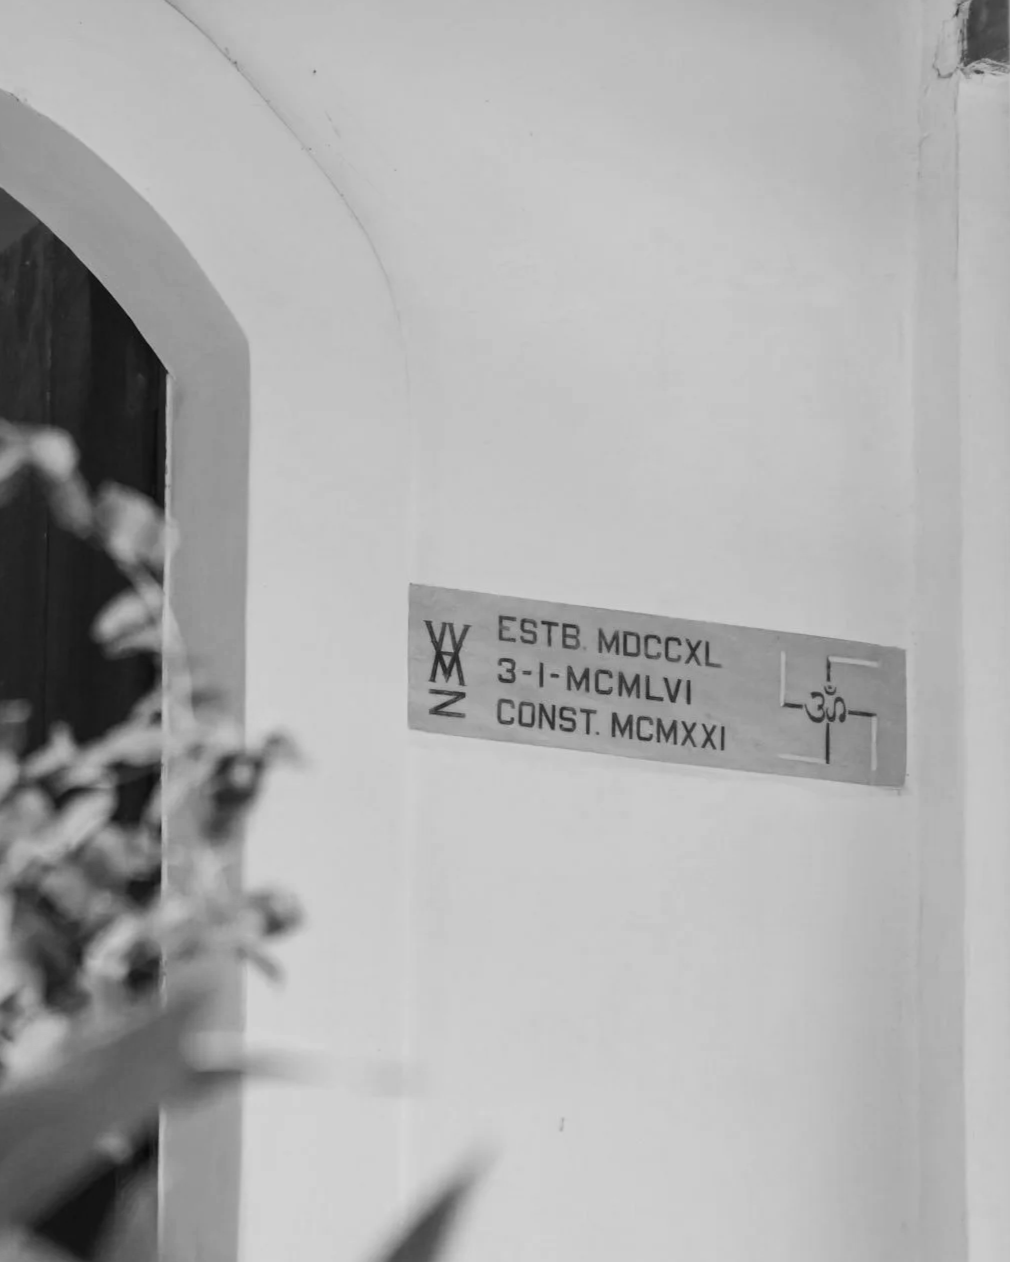 ESTB. MDCCXL
3-I-MCMLVI
CONST. MCMXXI